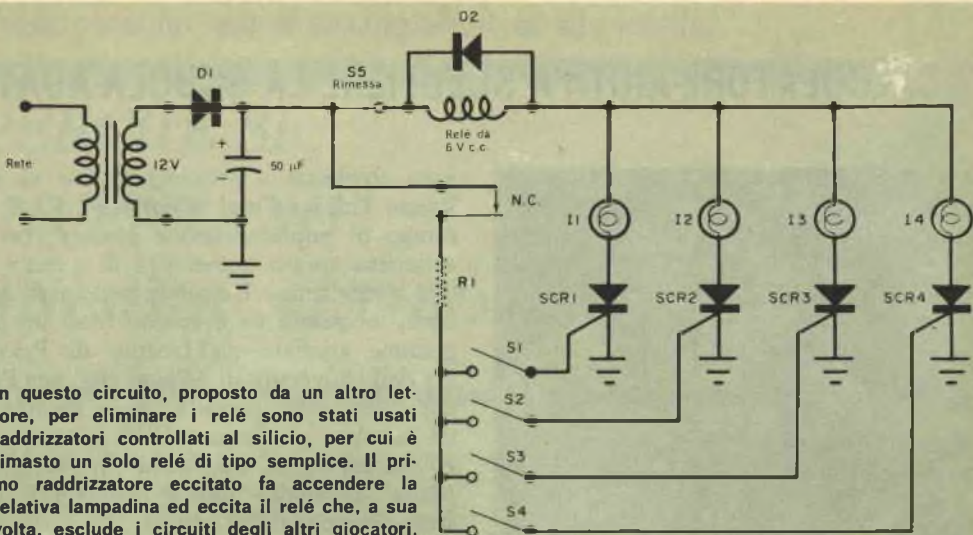 D2
D1
S5
Rimessa
Rete
12V
+
50 µF
−
Relé da
6 V c.c.
N.C.
I1
I2
I3
I4
R1
SCR1
SCR2
SCR3
SCR4
S1
S2
S3
S4
n questo circuito, proposto da un altro let-
ore, per eliminare i relé sono stati usati
addrizzatori controllati al silicio, per cui è
imasto un solo relé di tipo semplice. Il pri-
mo raddrizzatore eccitato fa accendere la
elativa lampadina ed eccita il relé che, a sua
volta, esclude i circuiti degli altri giocatori.